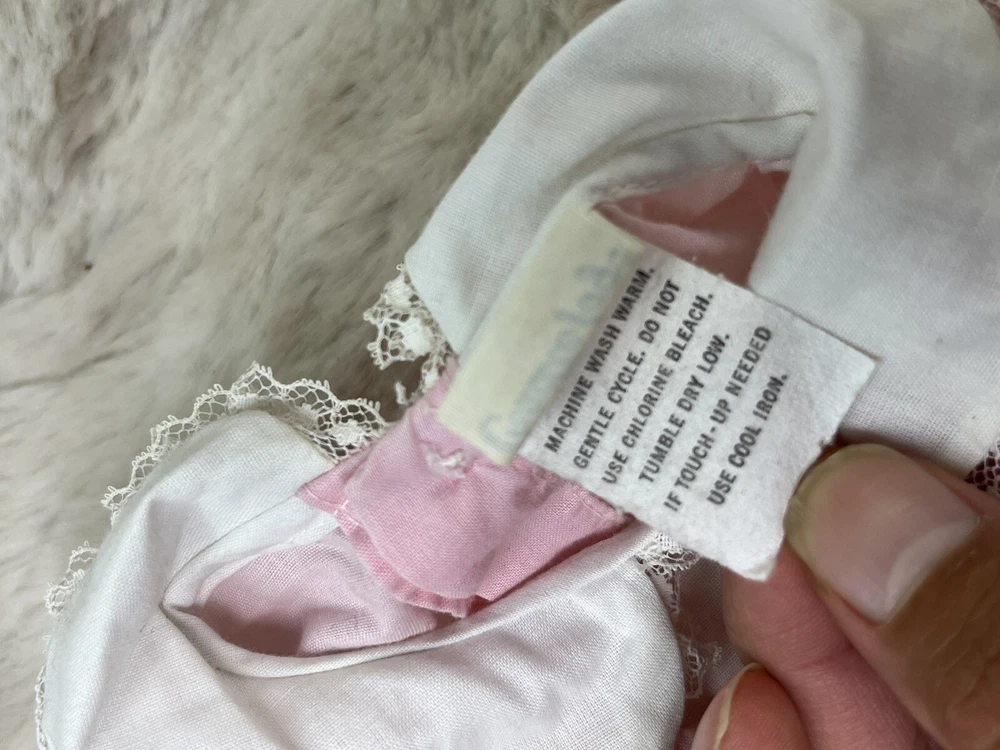 MACHINE WASH WARM.
GENTLE CYCLE. DO NOT
USE CHLORINE BLEACH.
TUMBLE DRY LOW.
IF TOUCH-UP NEEDED
USE COOL IRON.